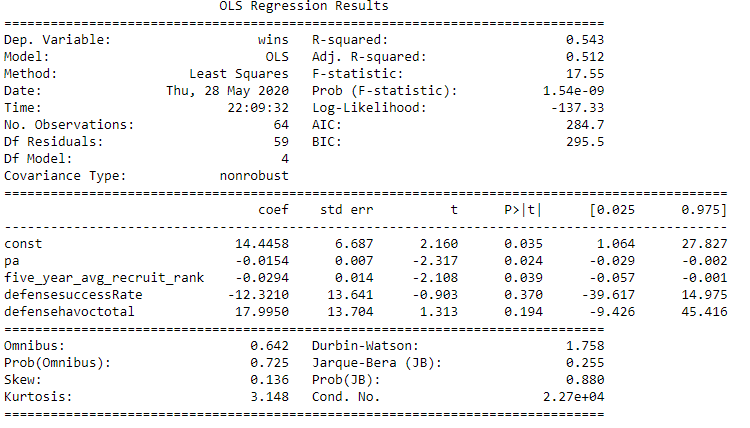 OLS Regression Results
==============================================================================
Dep. Variable:                   wins   R-squared:                       0.543
Model:                            OLS   Adj. R-squared:                  0.512
Method:                 Least Squares   F-statistic:                     17.55
Date:                Thu, 28 May 2020   Prob (F-statistic):           1.54e-09
Time:                        22:09:32   Log-Likelihood:                -137.33
No. Observations:                  64   AIC:                             284.7
Df Residuals:                      59   BIC:                             295.5
Df Model:                           4
Covariance Type:            nonrobust
==============================================================================
coef    std err          t      P>|t|      [0.025      0.975]
------------------------------------------------------------------------------
const                      14.4458      6.687      2.160      0.035       1.064      27.827
pa                         -0.0154      0.007     -2.317      0.024      -0.029      -0.002
five_year_avg_recruit_rank    -0.0294      0.014     -2.108      0.039      -0.057      -0.001
defensesuccessRate        -12.3210     13.641     -0.903      0.370     -39.617      14.975
defensehavoctotal          17.9950     13.704      1.313      0.194      -9.426      45.416
==============================================================================
Omnibus:                        0.642   Durbin-Watson:                   1.758
Prob(Omnibus):                  0.725   Jarque-Bera (JB):                0.255
Skew:                           0.136   Prob(JB):                        0.880
Kurtosis:                       3.148   Cond. No.                     2.27e+04
==============================================================================